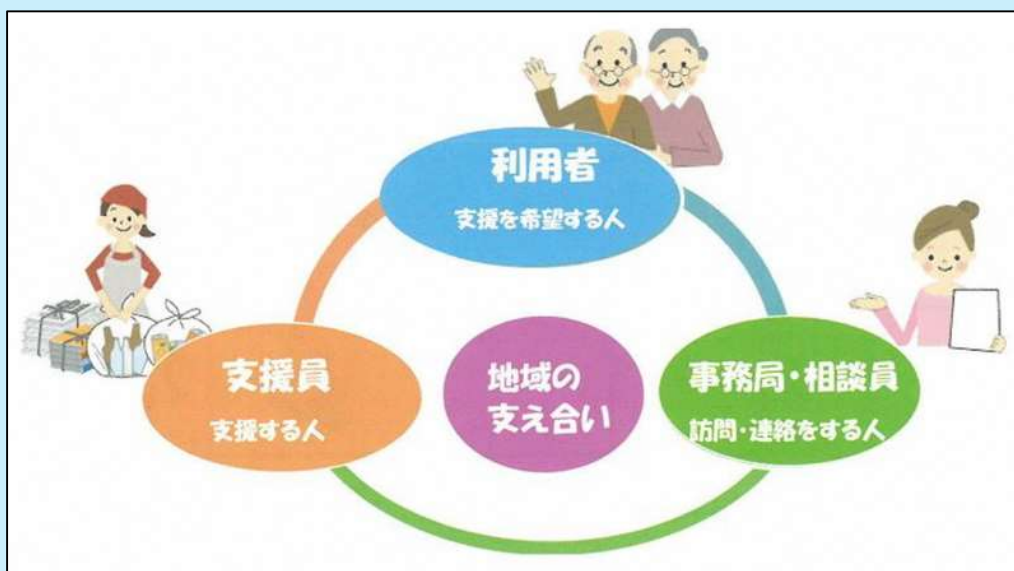 利用者
支援を希望する人
支援員
支援する人
地域の
支え合い
事務局・相談員
訪問・連絡をする人